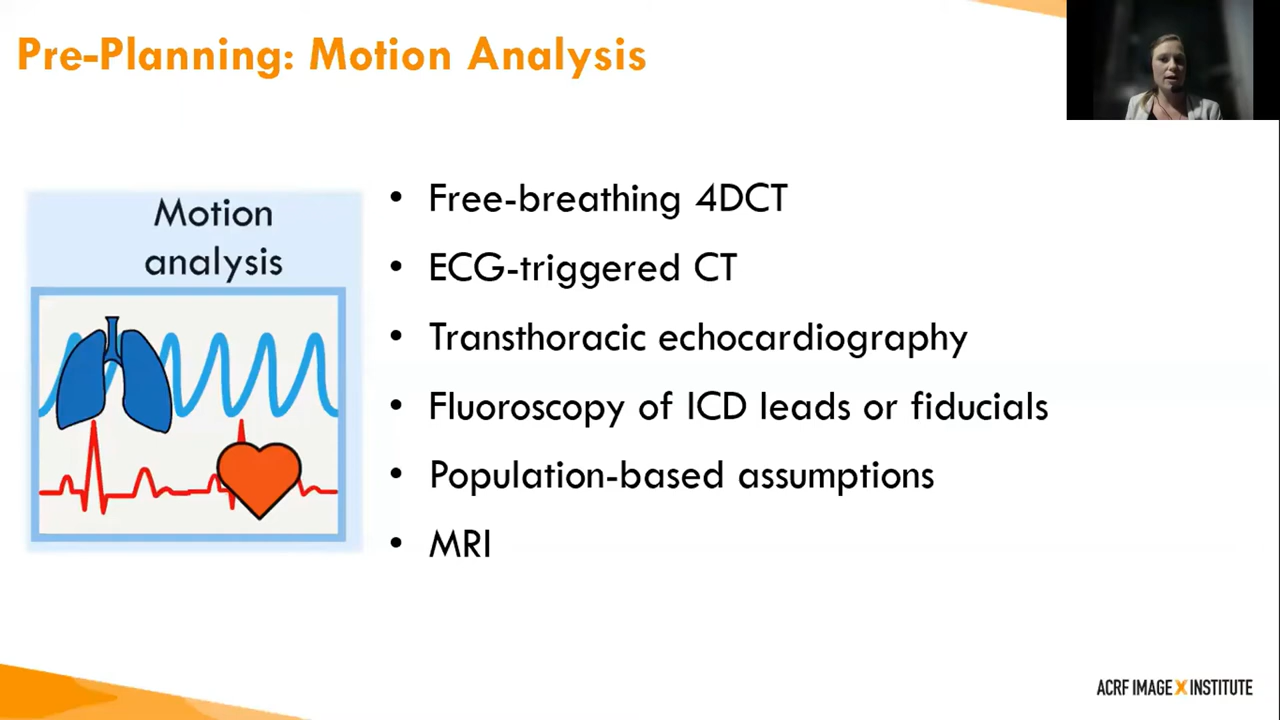 Pre-Planning: Motion Analysis
Motion
analysis
• Free-breathing 4DCT
• ECG-triggered CT
• Transthoracic echocardiography
• Fluoroscopy of ICD leads or fiducials
• Population-based assumptions
• MRI
ACRF IMAGE X INSTITUTE